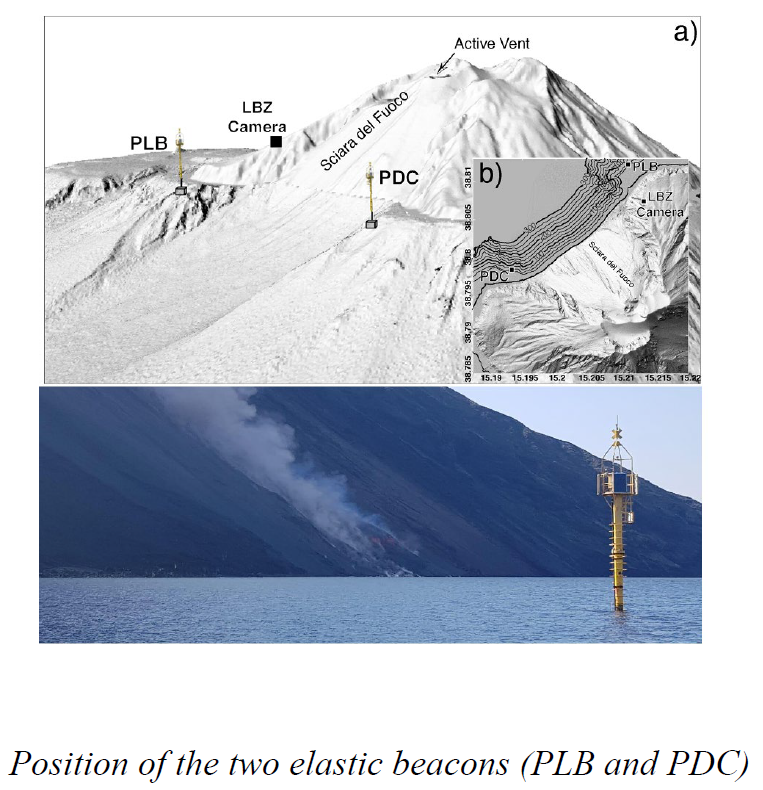 a)
Active Vent
LBZ
Camera
PLB
Sciara del Fuoco
PDC
b)
PLB
LBZ
Camera
Sciara del Fuoco
PDC
38.81
38.805
38.8
38.795
38.79
38.785
15.19 15.195 15.2 15.205 15.21 15.215 15.22
Position of the two elastic beacons (PLB and PDC)